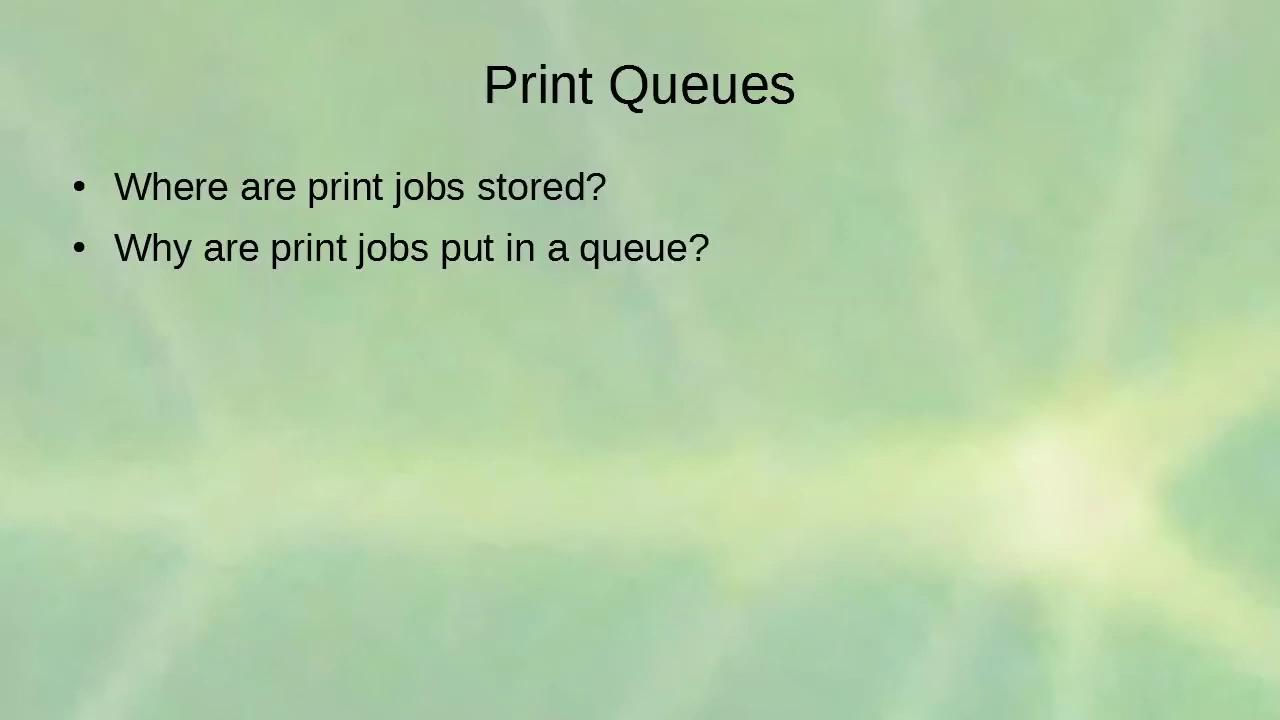 Print Queues
• Where are print jobs stored?
• Why are print jobs put in a queue?